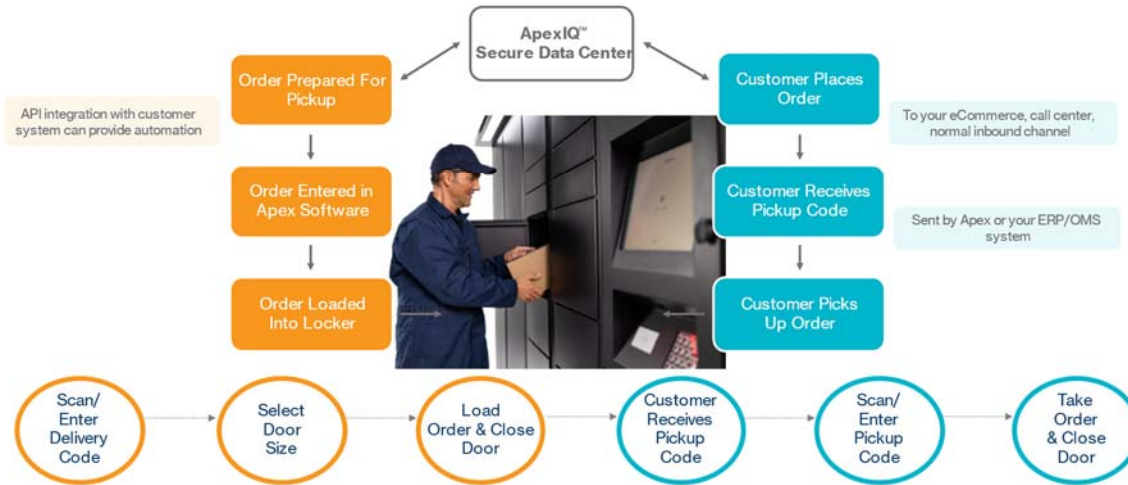 ApexIQ™
Secure Data Center
Order Prepared For
Pickup
Customer Places
Order
API integration with customer
system can provide automation
To your eCommerce, call center,
normal inbound channel
Order Entered in
Apex Software
Customer Receives
Pickup Code
Sent by Apex or your ERP/OMS
system
Order Loaded
Into Locker
Customer Picks
Up Order
Scan/
Enter
Delivery
Code
Select
Door
Size
Load
Order & Close
Door
Customer
Receives
Pickup
Code
Scan/
Enter
Pickup
Code
Take
Order
& Close
Door